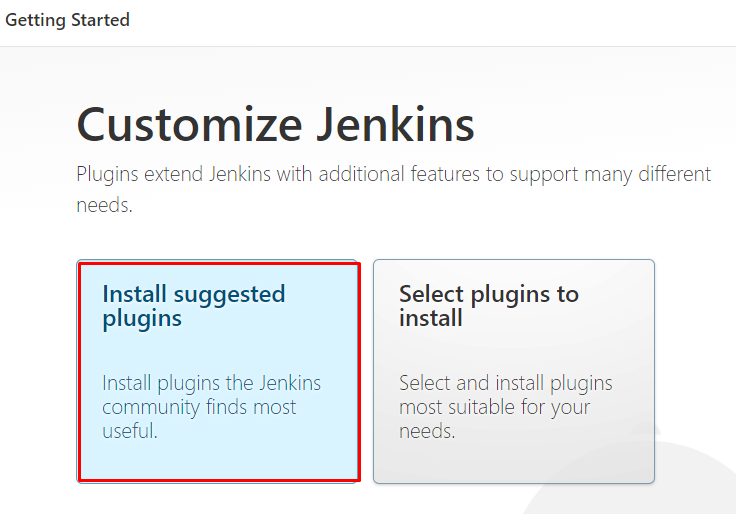 Getting Started
Customize Jenkins
Plugins extend Jenkins with additional features to support many different
needs.
Install suggested
plugins
Install plugins the Jenkins
community finds most
useful.
Select plugins to
install
Select and install plugins
most suitable for your
needs.